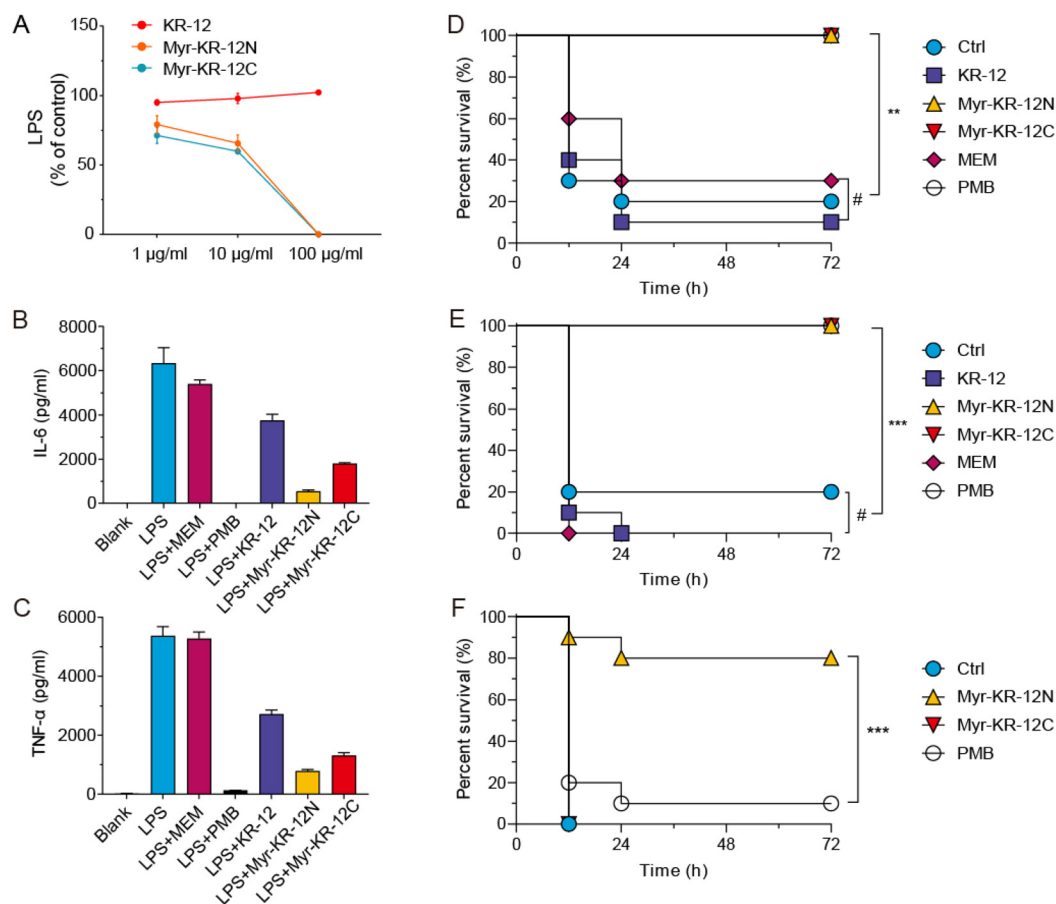 A
KR-12
Myr-KR-12N
Myr-KR-12C
LPS
(% of control)
150
100
50
0
1 µg/ml 10 µg/ml 100 µg/ml
B
IL-6 (pg/ml)
8000
6000
4000
2000
0
Blank
LPS
LPS+MEM
LPS+PMB
LPS+KR-12
LPS+Myr-KR-12N
LPS+Myr-KR-12C
C
TNF-α (pg/ml)
6000
4000
2000
0
Blank
LPS
LPS+MEM
LPS+PMB
LPS+KR-12
LPS+Myr-KR-12N
LPS+Myr-KR-12C
D
Percent survival (%)
100
80
60
40
20
0
0 24 48 72
Time (h)
**
#
Ctrl
KR-12
Myr-KR-12N
Myr-KR-12C
MEM
PMB
E
Percent survival (%)
100
80
60
40
20
0
0 24 48 72
Time (h)
***
#
Ctrl
KR-12
Myr-KR-12N
Myr-KR-12C
MEM
PMB
F
Percent survival (%)
100
80
60
40
20
0
0 24 48 72
Time (h)
***
Ctrl
Myr-KR-12N
Myr-KR-12C
PMB